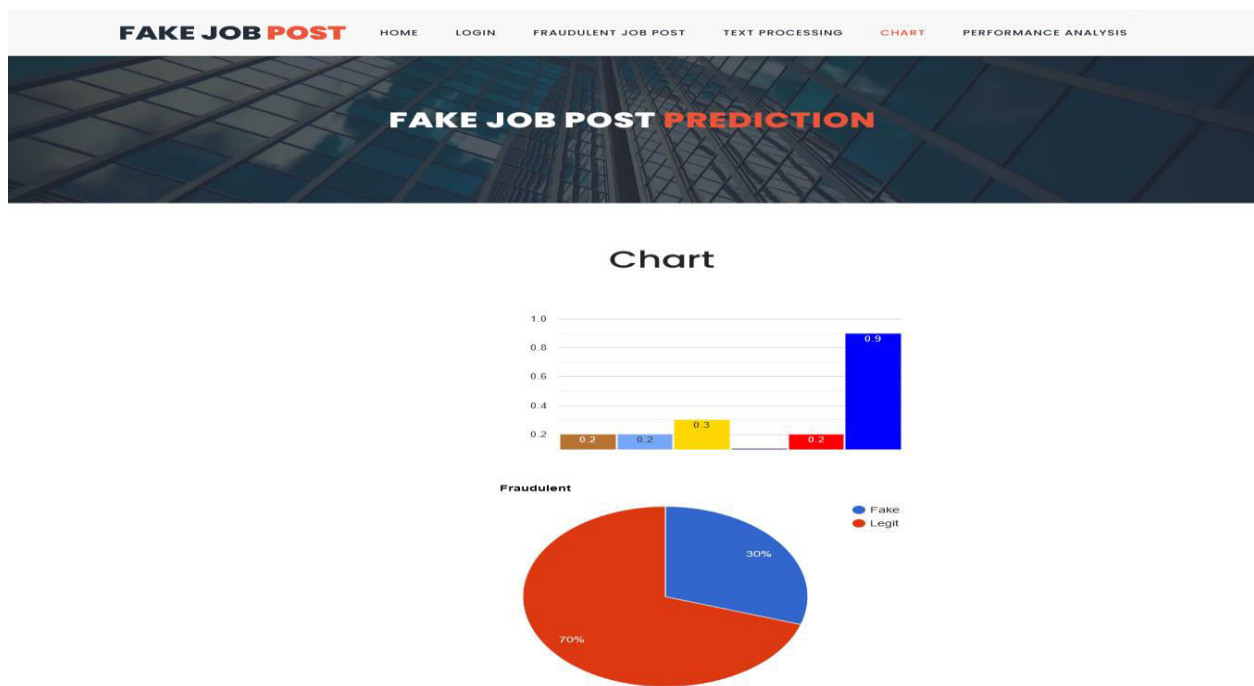 FAKE JOB POST HOME LOGIN FRAUDULENT JOB POST TEXT PROCESSING CHART PERFORMANCE ANALYSIS
FAKE JOB POST PREDICTION
Chart
1.0
0.8
0.9
0.6
0.4
0.3
0.2 0.2 0.2 0.2
Fraudulent
Fake
Legit
30%
70%